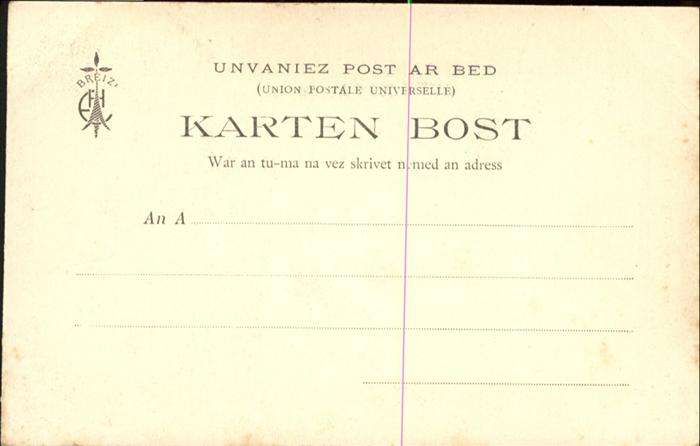 BREIZ
UNVANIEZ POST AR BED
(UNION POSTALE UNIVERSELLE)
KARTEN BOST
War an tu-ma na vez skrivet nemed an adress
An A